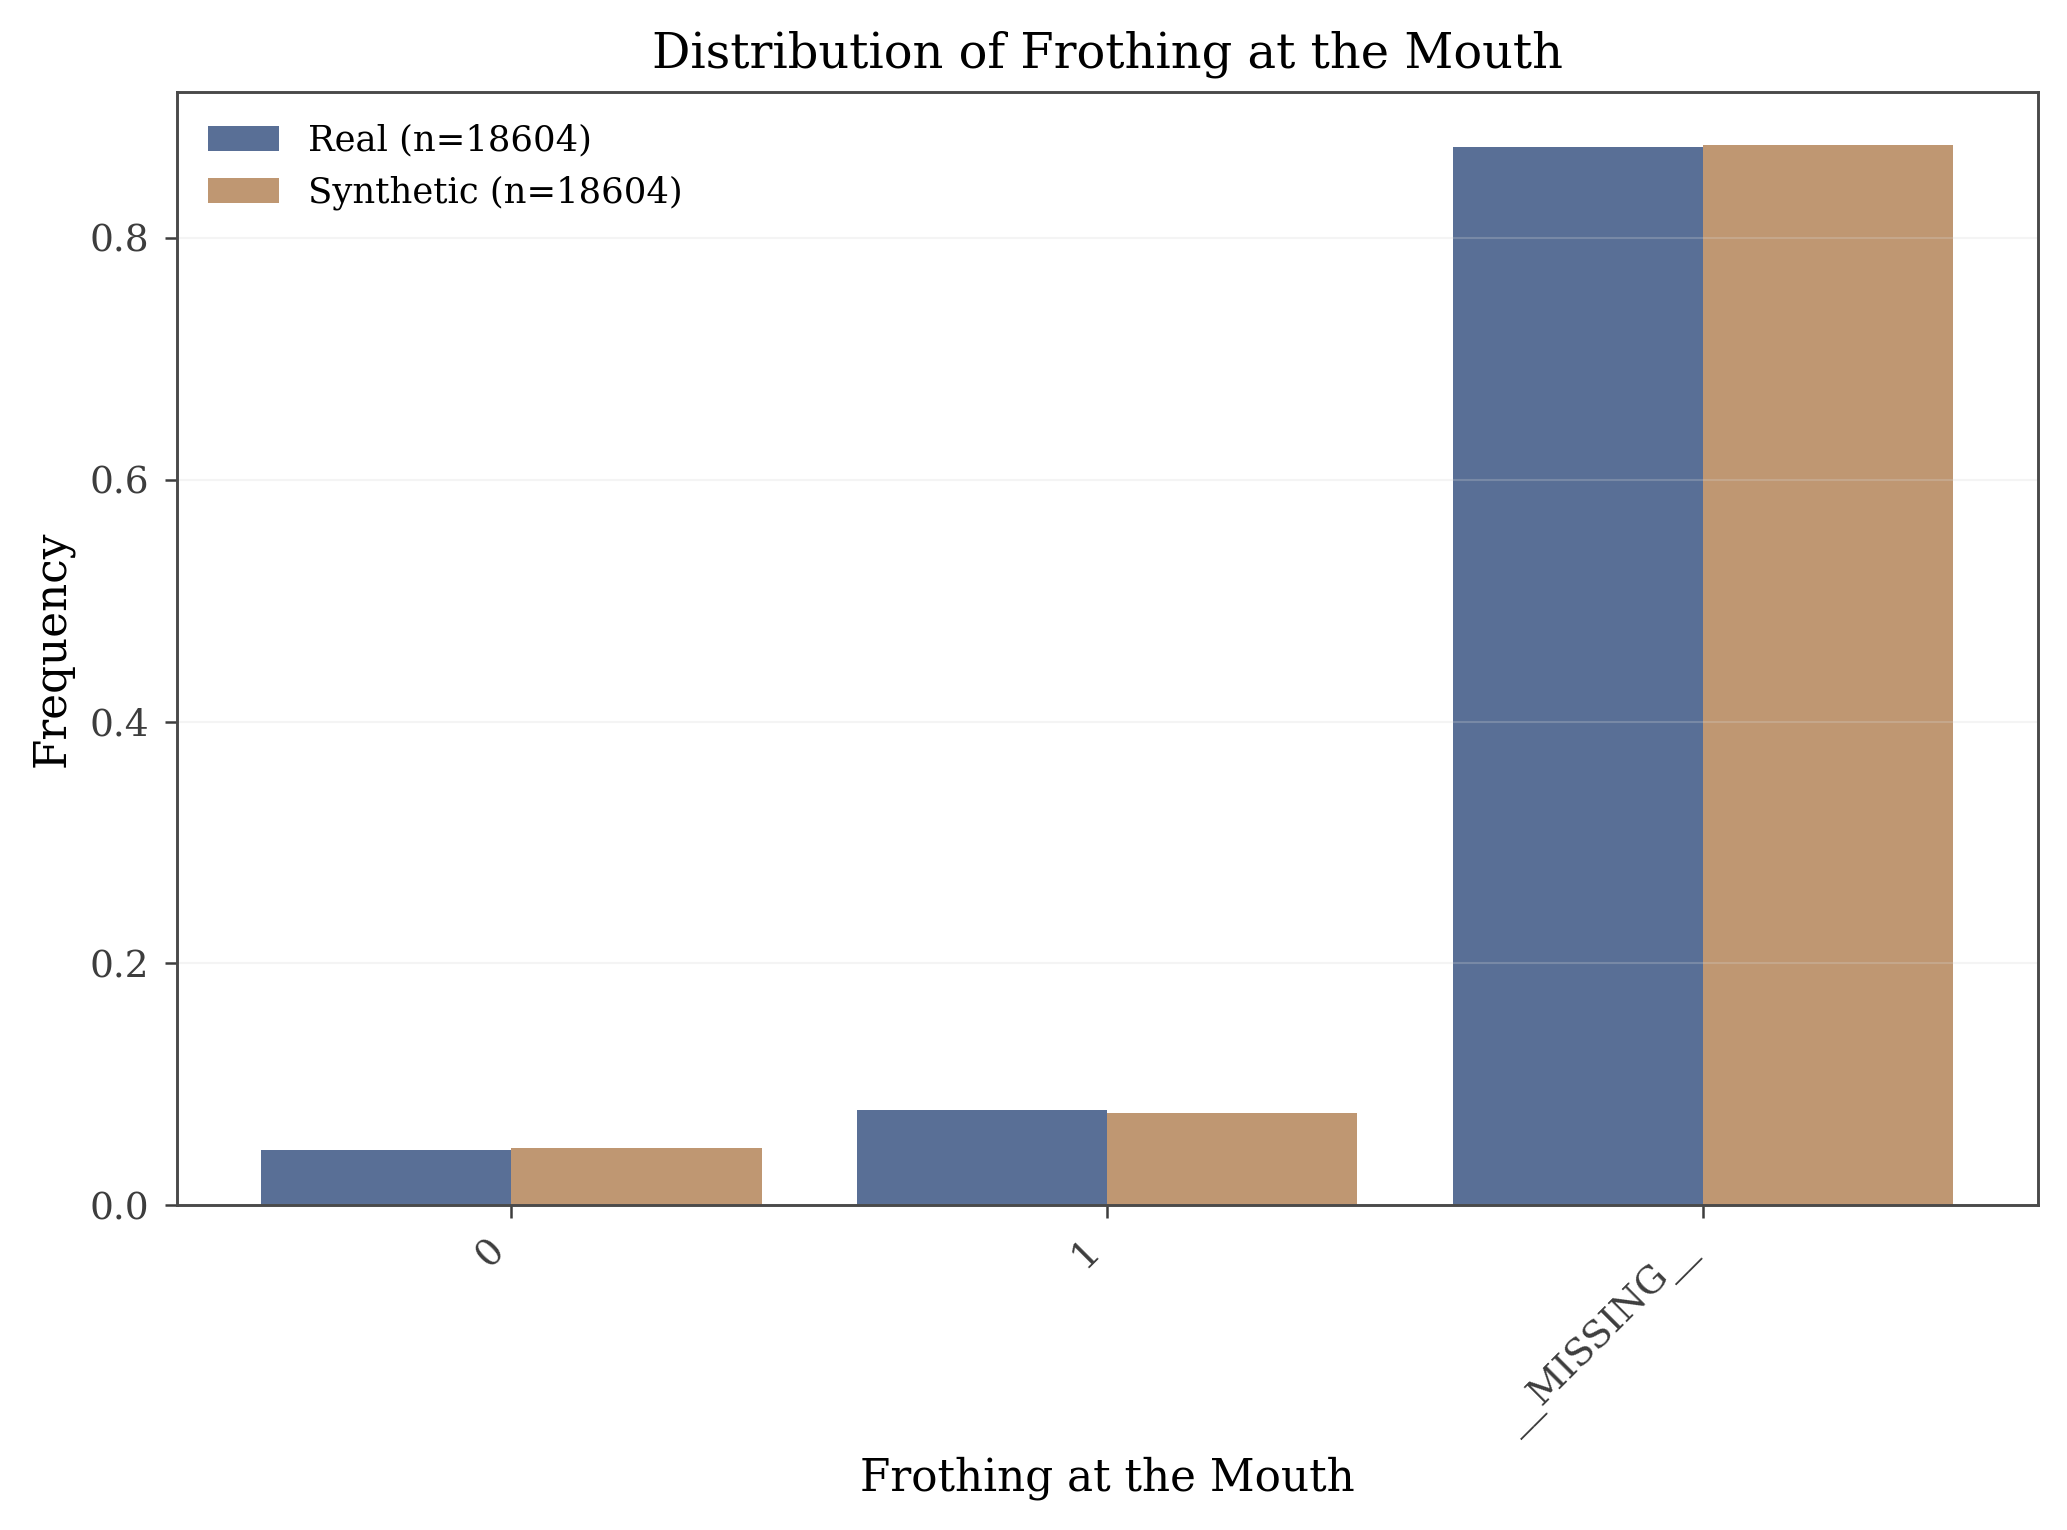 Distribution of Frothing at the Mouth
Real (n=18604)
Synthetic (n=18604)
Frequency
0.8
0.6
0.4
0.2
0.0
0
1
__MISSING__
Frothing at the Mouth